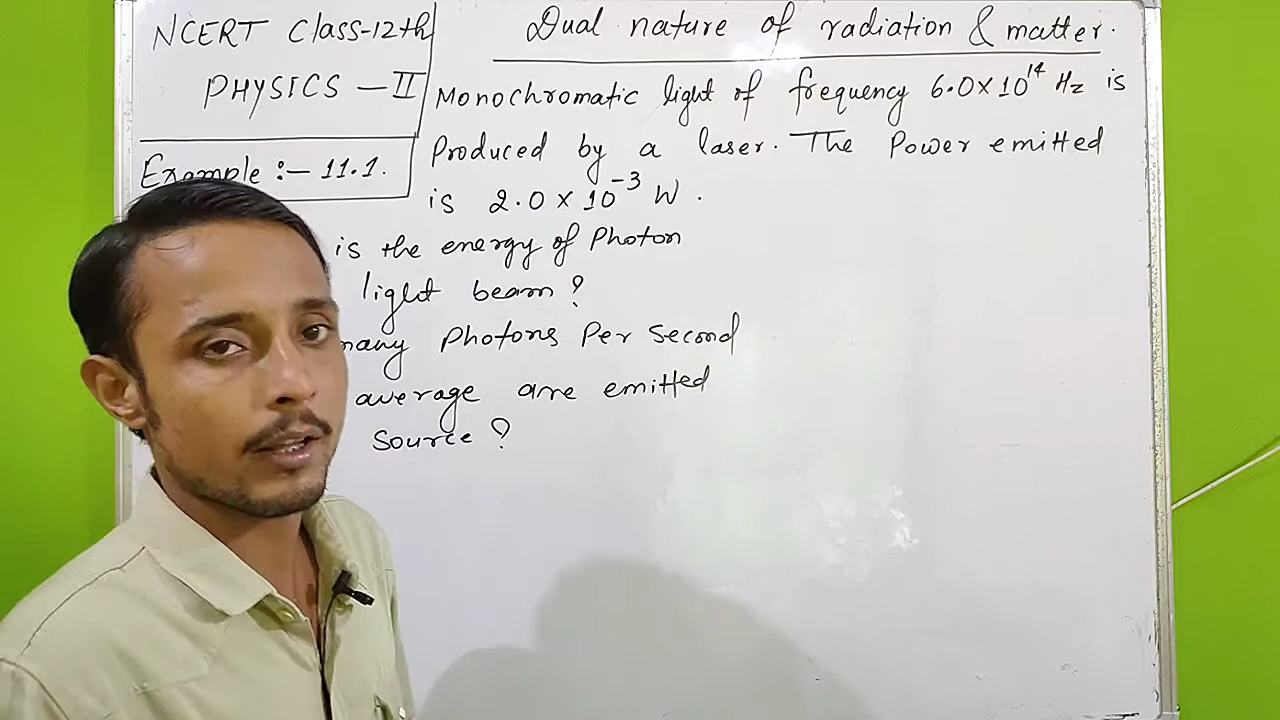 NCERT Class-12th
PHYSICS - II
Example :- 11.1.
Dual nature of radiation & matter.
Monochromatic light of frequency 6.0×10¹⁴ Hz is
Produced by a laser. The Power emitted
is 2.0 × 10⁻³ W .
is the energy of Photon
light beam ?
many Photons Per second
average are emitted
source ?